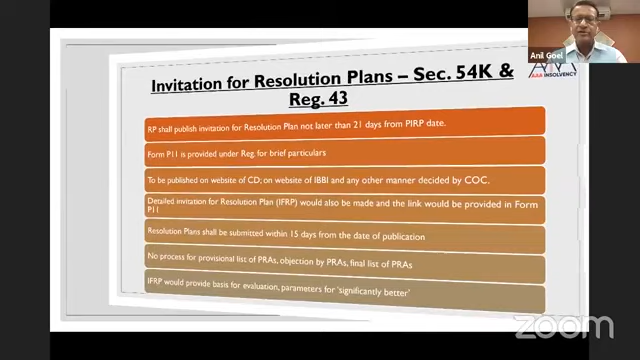 Anil Goel
AAA INSOLVENCY
Invitation for Resolution Plans – Sec. 54K &
Reg. 43
RP shall publish invitation for Resolution Plan not later than 21 days from PIRP date.
Form P11 is provided under Reg. for brief particulars
To be published on website of CD; on website of IBBI and any other manner decided by COC.
Detailed invitation for Resolution Plan (IFRP) would also be made and the link would be provided in Form
P11
Resolution Plans shall be submitted within 15 days from the date of publication
No process for provisional list of PRAs, objection by PRAs, final list of PRAs
IFRP would provide basis for evaluation, parameters for 'significantly better'
zoom